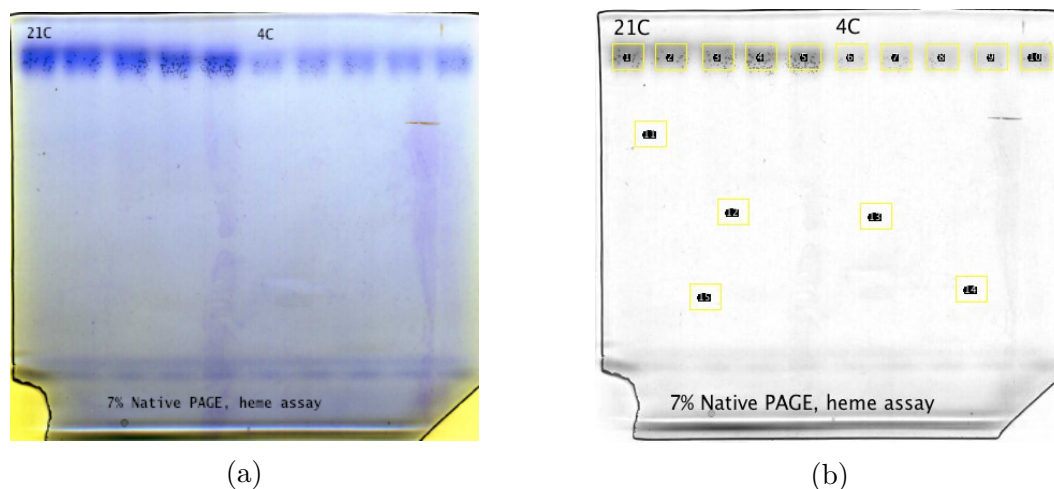 21C
4C
7% Native PAGE, heme assay
(a)
21C
4C
1 2 3 4 5 6 7 8 9 10
11
12
13
14
15
7% Native PAGE, heme assay
(b)